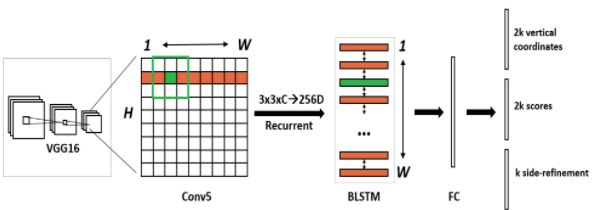 1 W
H
VGG16
Conv5
3x3xC→256D
Recurrent
1
...
W
BLSTM
FC
2k vertical
coordinates
2k scores
k side-refinement